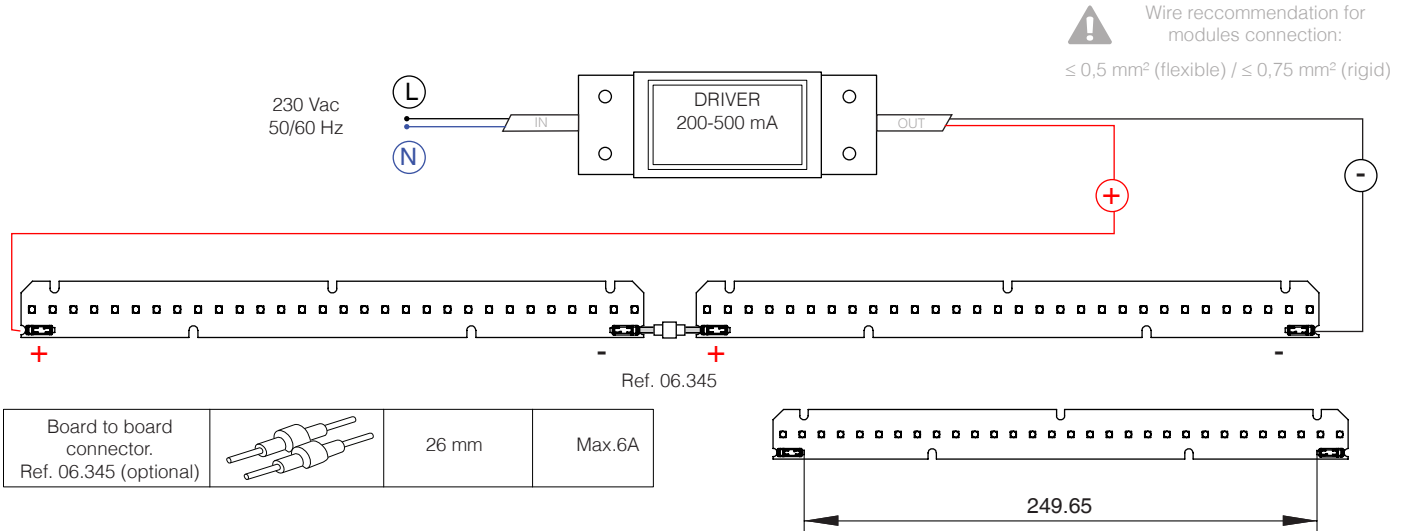 Wire reccommendation for
modules connection:
≤ 0,5 mm² (flexible) / ≤ 0,75 mm² (rigid)
230 Vac
50/60 Hz
L
N
IN
DRIVER
200-500 mA
OUT
+
-
+
-
+
-
Ref. 06.345
Board to board
connector.
Ref. 06.345 (optional)
26 mm
Max.6A
249.65